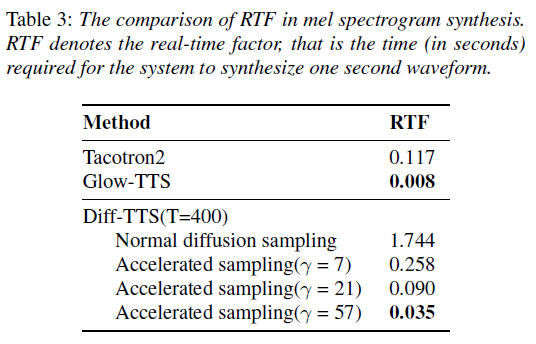 Table 3: The comparison of RTF in mel spectrogram synthesis.
RTF denotes the real-time factor, that is the time (in seconds)
required for the system to synthesize one second waveform.
Method RTF
Tacotron2 0.117
Glow-TTS 0.008
Diff-TTS(T=400)
Normal diffusion sampling 1.744
Accelerated sampling(γ = 7) 0.258
Accelerated sampling(γ = 21) 0.090
Accelerated sampling(γ = 57) 0.035